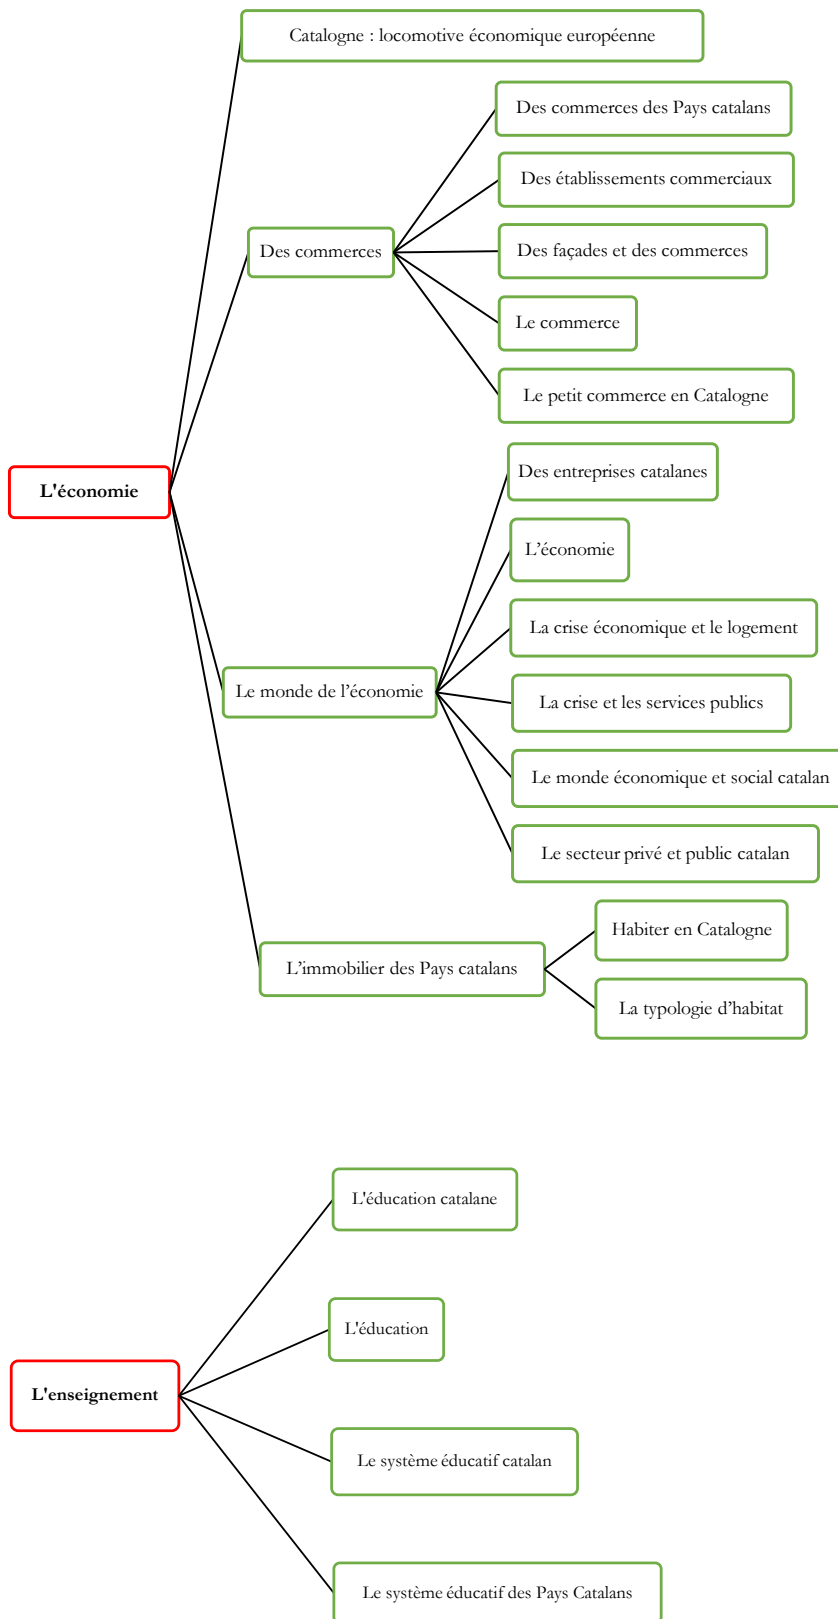 Catalogne : locomotive économique européenne
Des commerces des Pays catalans
Des établissements commerciaux
Des commerces
Des façades et des commerces
Le commerce
Le petit commerce en Catalogne
L'économie
Des entreprises catalanes
L’économie
La crise économique et le logement
Le monde de l’économie
La crise et les services publics
Le monde économique et social catalan
Le secteur privé et public catalan
L’immobilier des Pays catalans
Habiter en Catalogne
La typologie d’habitat
L'éducation catalane
L'éducation
L'enseignement
Le système éducatif catalan
Le système éducatif des Pays Catalans